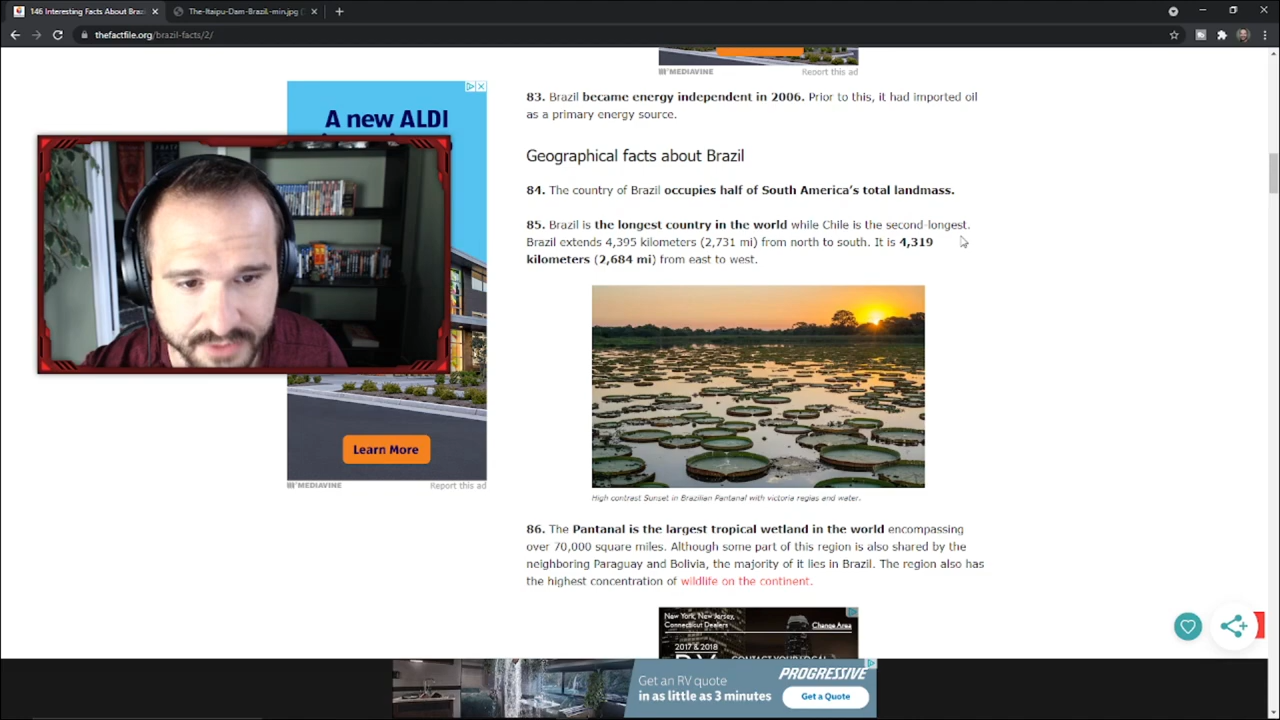 146 Interesting Facts About Brazil
The-Itaipu-Dam-Brazil.-min.jpg
thefactfile.org/brazil-facts/2/
MEDIAVINE
Report this ad
83. Brazil became energy independent in 2006. Prior to this, it had imported oil
as a primary energy source.
A new ALDI
Geographical facts about Brazil
84. The country of Brazil occupies half of South America's total landmass.
85. Brazil is the longest country in the world while Chile is the second-longest.
Brazil extends 4,395 kilometers (2,731 mi) from north to south. It is 4,319
kilometers (2,684 mi) from east to west.
Learn More
MEDIAVINE
Report this ad
High contrast Sunset in Brazilian Pantanal with victoria regias and water.
86. The Pantanal is the largest tropical wetland in the world encompassing
over 70,000 square miles. Although some part of this region is also shared by the
neighboring Paraguay and Bolivia, the majority of it lies in Brazil. The region also has
the highest concentration of wildlife on the continent.
New York, New Jersey,
Connecticut Dealers
Change Area
2017 & 2018
CONTACT YOUR LOCAL
Get an RV quote
in as little as 3 minutes
PROGRESSIVE
Get a Quote